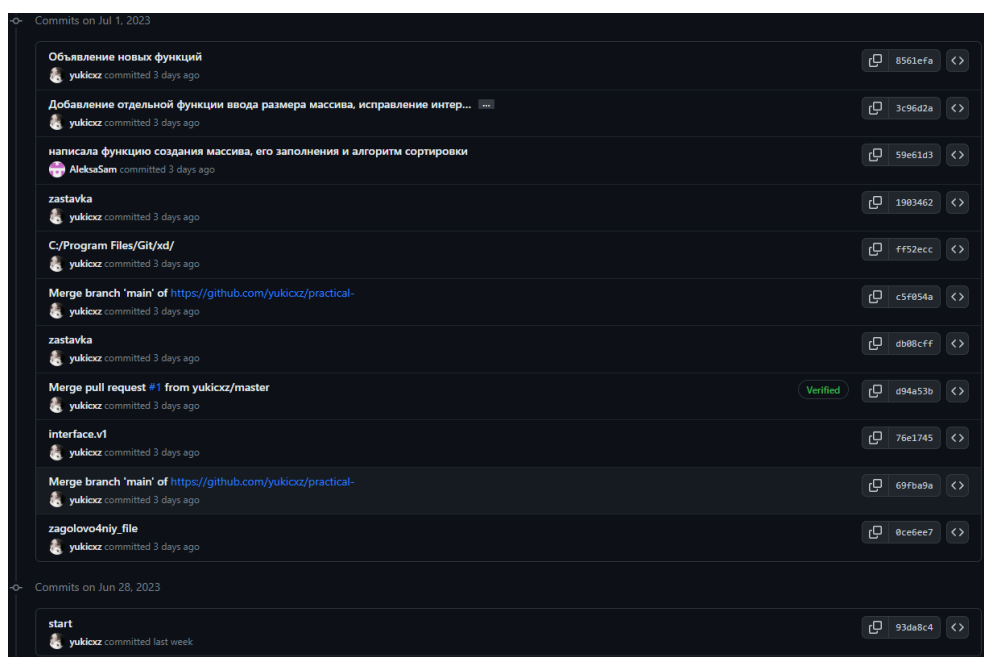 Commits on Jul 1, 2023
Объявление новых функций
8561efa
yukicxz committed 3 days ago
Добавление отдельной функции ввода размера массива, исправление интер... ...
3c96d2a
yukicxz committed 3 days ago
написала функцию создания массива, его заполнения и алгоритм сортировки
59e61d3
AleksaSam committed 3 days ago
zastavka
1903462
yukicxz committed 3 days ago
C:/Program Files/Git/xd/
ff52ecc
yukicxz committed 3 days ago
Merge branch 'main' of https://github.com/yukicxz/practical-
c5f054a
yukicxz committed 3 days ago
zastavka
db08cff
yukicxz committed 3 days ago
Merge pull request #1 from yukicxz/master
Verified
d94a53b
yukicxz committed 3 days ago
interface.v1
76e1745
yukicxz committed 3 days ago
Merge branch 'main' of https://github.com/yukicxz/practical-
69fba9a
yukicxz committed 3 days ago
zagolovo4niy_file
0ce6ee7
yukicxz committed 3 days ago
Commits on Jun 28, 2023
start
93da8c4
yukicxz committed last week